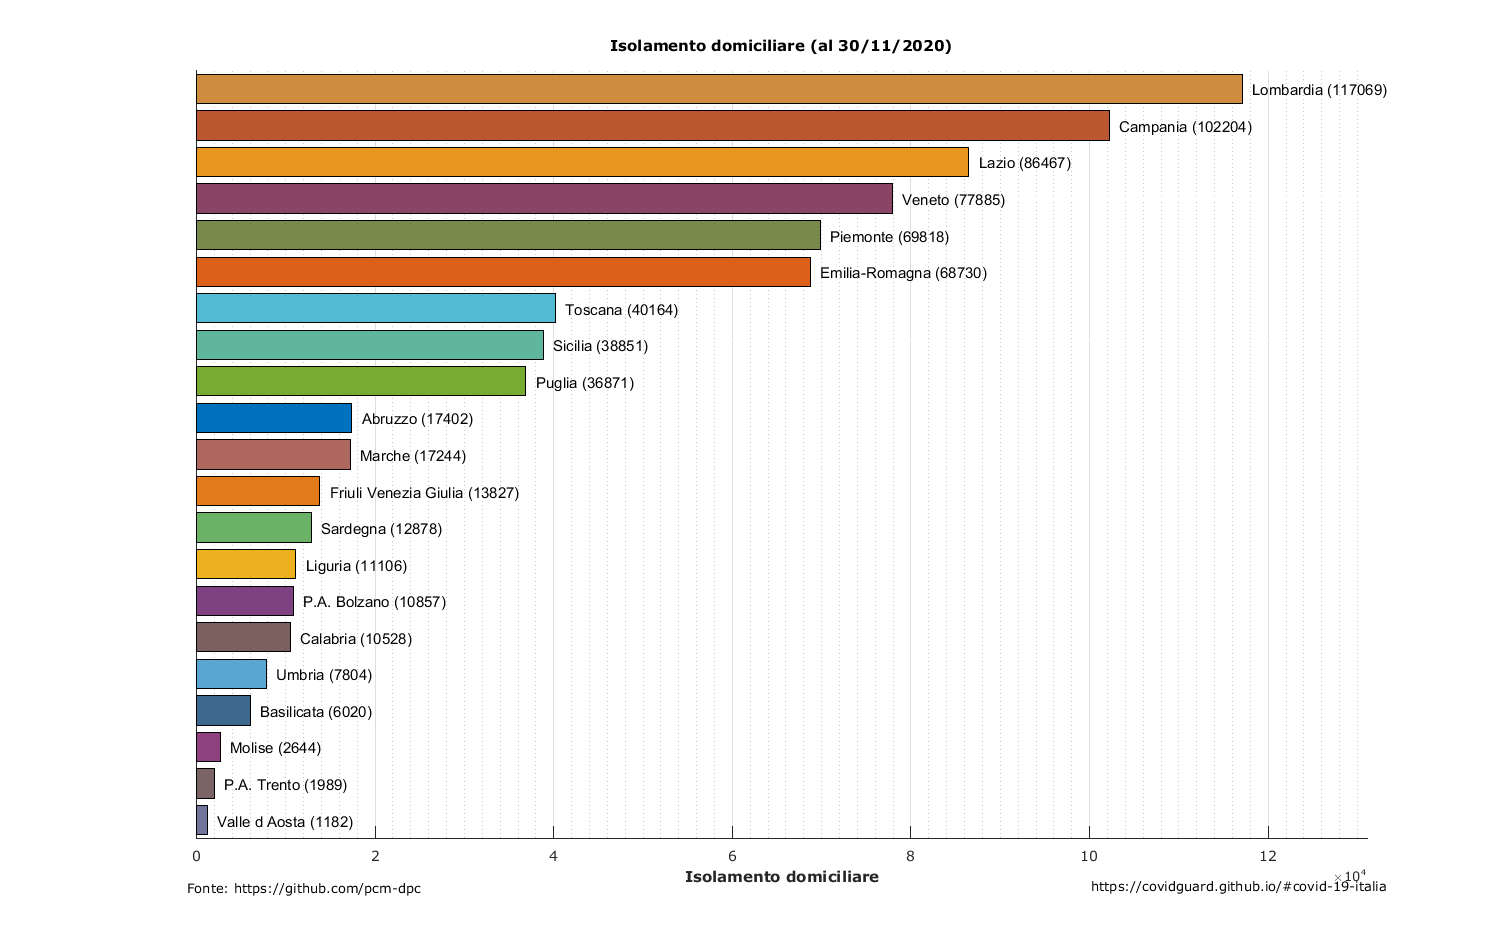 Isolamento domiciliare (al 30/11/2020)
Lombardia (117069)
Campania (102204)
Lazio (86467)
Veneto (77885)
Piemonte (69818)
Emilia-Romagna (68730)
Toscana (40164)
Sicilia (38851)
Puglia (36871)
Abruzzo (17402)
Marche (17244)
Friuli Venezia Giulia (13827)
Sardegna (12878)
Liguria (11106)
P.A. Bolzano (10857)
Calabria (10528)
Umbria (7804)
Basilicata (6020)
Molise (2644)
P.A. Trento (1989)
Valle d Aosta (1182)
0 2 4 6 8 10 12
×10⁴
Isolamento domiciliare
Fonte: https://github.com/pcm-dpc
https://covidguard.github.io/#covid-19-italia